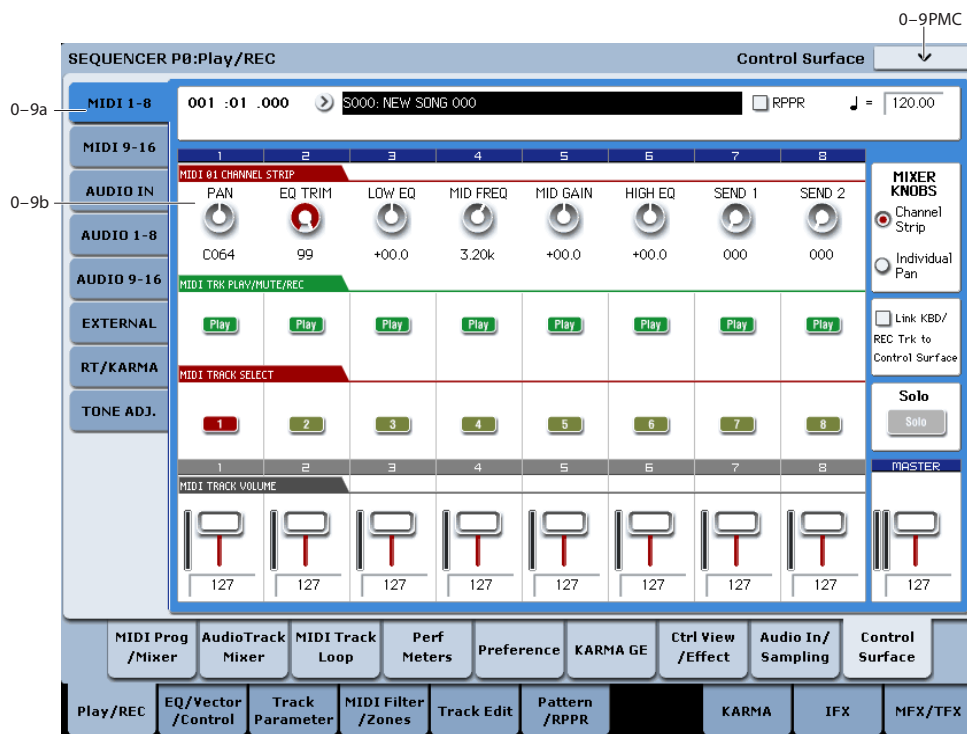 0–9PMC
SEQUENCER P0:Play/REC Control Surface
0–9a
MIDI 1-8
001 :01 .000 S000: NEW SONG 000 RPPR ♩ = 120.00
MIDI 9-16
1 2 3 4 5 6 7 8
MIDI 01 CHANNEL STRIP
0–9b
AUDIO IN
PAN EQ TRIM LOW EQ MID FREQ MID GAIN HIGH EQ SEND 1 SEND 2
C064 99 +00.0 3.20k +00.0 +00.0 000 000
MIXER
KNOBS
Channel
Strip
Individual
Pan
AUDIO 1-8
AUDIO 9-16
MIDI TRK PLAY/MUTE/REC
EXTERNAL
Play Play Play Play Play Play Play Play
Link KBD/
REC Trk to
Control Surface
RT/KARMA
MIDI TRACK SELECT
TONE ADJ.
1 2 3 4 5 6 7 8
Solo
Solo
1 2 3 4 5 6 7 8 MASTER
MIDI TRACK VOLUME
127 127 127 127 127 127 127 127 127
MIDI Prog
/Mixer
AudioTrack
Mixer
MIDI Track
Loop
Perf
Meters
Preference
KARMA GE
Ctrl View
/Effect
Audio In/
Sampling
Control
Surface
Play/REC
EQ/Vector
/Control
Track
Parameter
MIDI Filter
/Zones
Track Edit
Pattern
/RPPR
KARMA
IFX
MFX/TFX